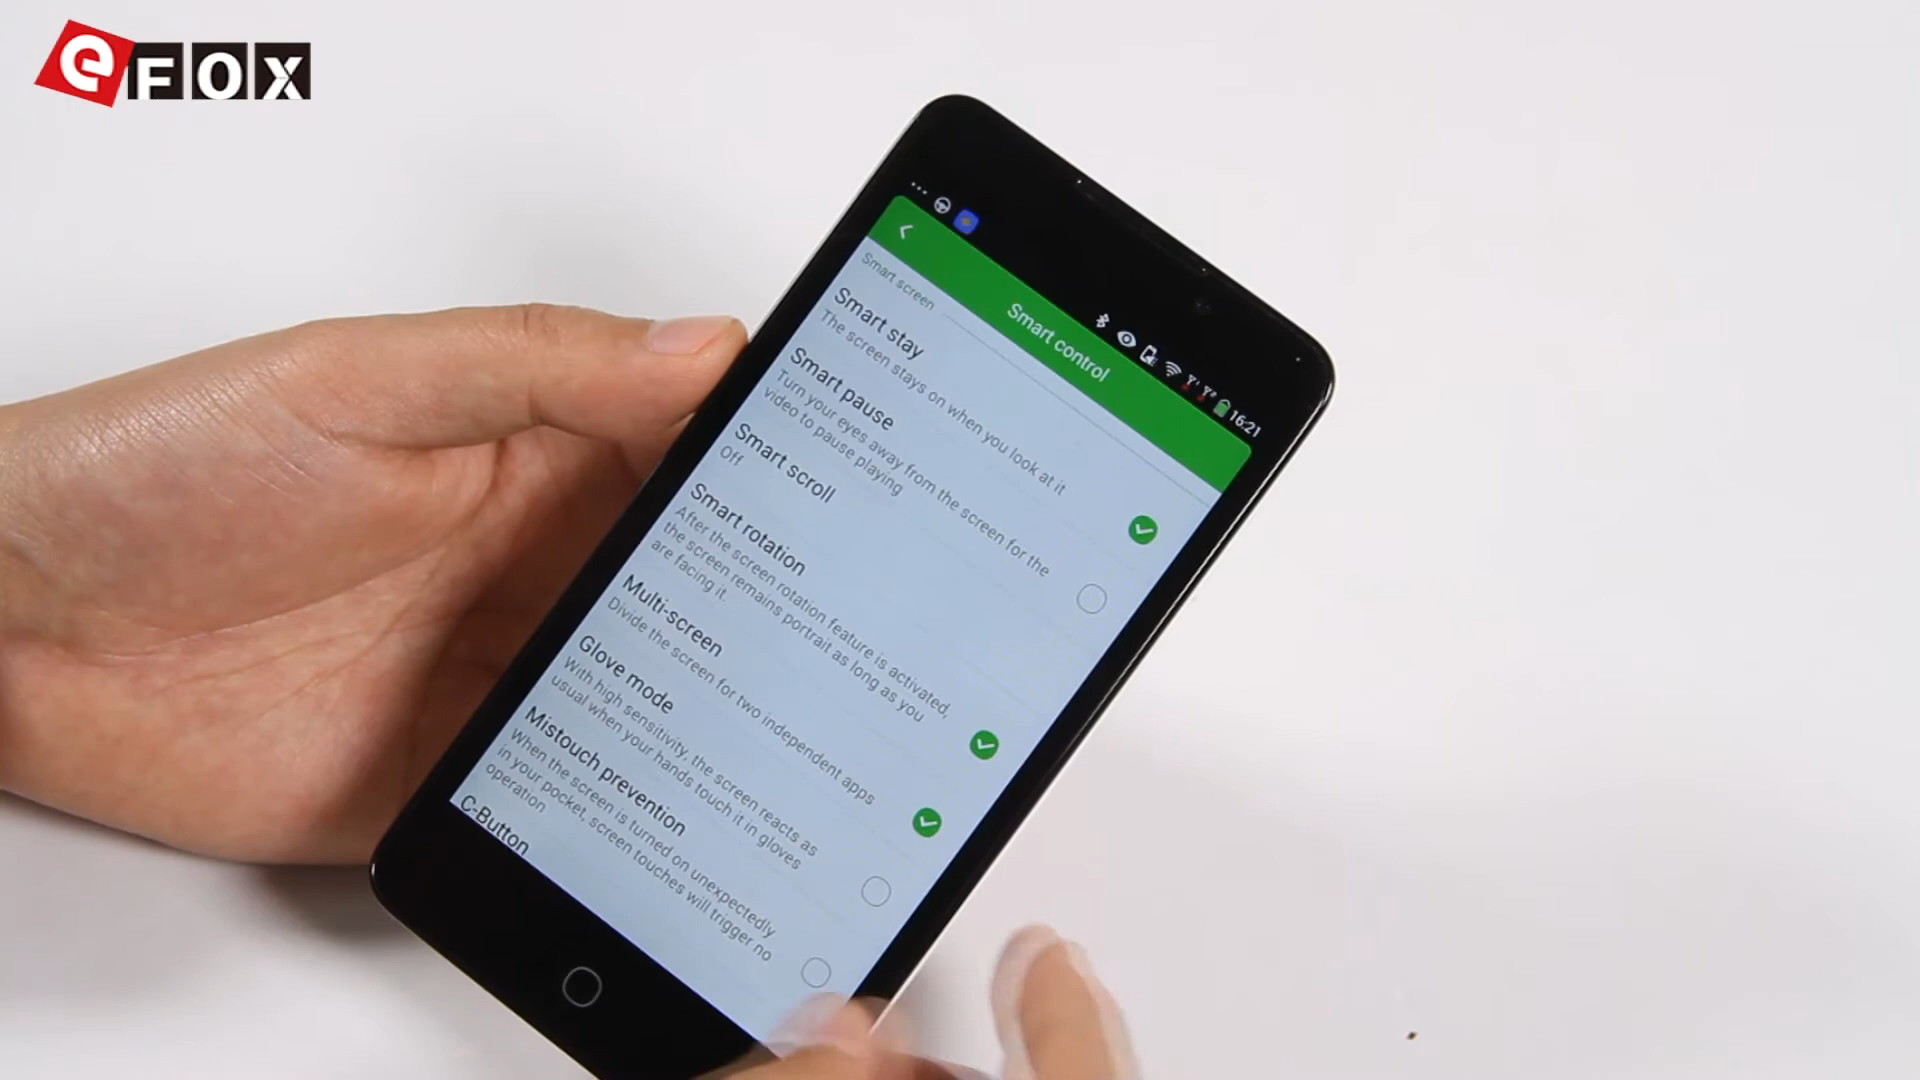 eFOX
16:21
Smart control
Smart screen
Smart stay
The screen stays on when you look at it
Smart pause
Turn your eyes away from the screen for the
video to pause playing
Smart scroll
Off
Smart rotation
After the screen rotation feature is activated,
the screen remains portrait as long as you
are facing it.
Multi-screen
Divide the screen for two independent apps
Glove mode
With high sensitivity, the screen reacts as
usual when your hands touch it in gloves
Mistouch prevention
When the screen is turned on unexpectedly
in your pocket, screen touches will trigger no
operation
C-Button